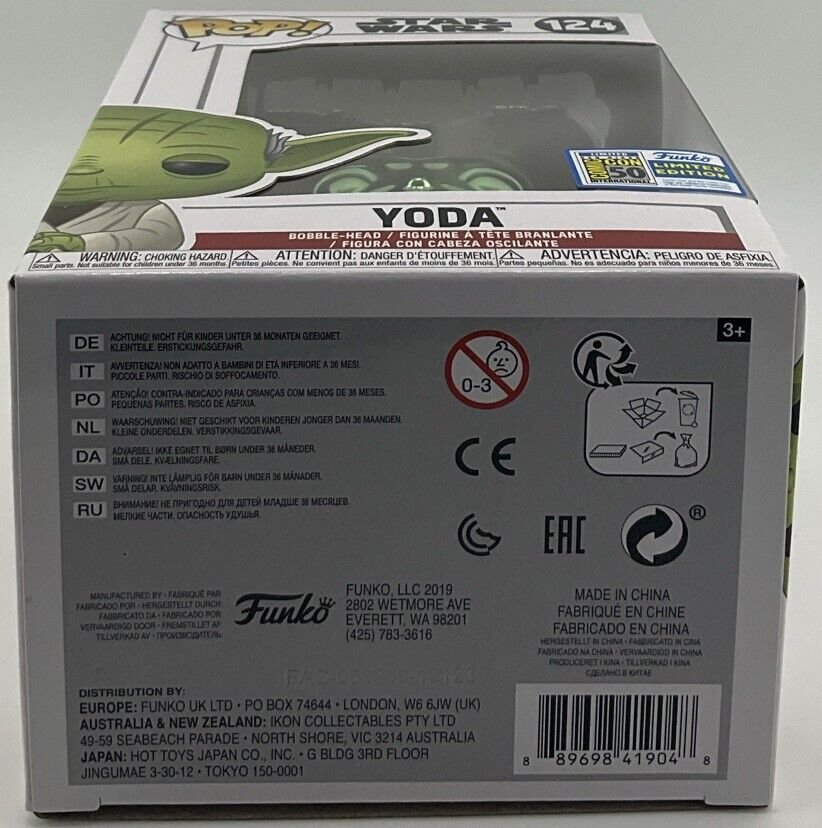 POP!
STAR WARS
124
LIMITED
COMIC CON
50
INTERNATIONAL
Funko
LIMITED
EDITION
YODA™
BOBBLE-HEAD / FIGURINE À TÊTE BRANLANTE
/ FIGURA CON CABEZA OSCILANTE
WARNING: CHOKING HAZARD.
Small parts. Not suitable for children under 36 months.
ATTENTION: DANGER D'ÉTOUFFEMENT.
Petites pièces. Ne convient pas aux enfants de moins de 36 mois.
ADVERTENCIA: PELIGRO DE ASFIXIA
Partes pequeñas. No es adecuado para niños menores de 36 meses
3+
DE ACHTUNG! NICHT FÜR KINDER UNTER 36 MONATEN GEEIGNET.
KLEINTEILE. ERSTICKUNGSGEFAHR.
IT AVVERTENZA! NON ADATTO A BAMBINI DI ETÀ INFERIORE A 36 MESI.
PICCOLE PARTI. RISCHIO DI SOFFOCAMENTO.
PO ATENÇÃO! CONTRA-INDICADO PARA CRIANÇAS COM MENOS DE 36 MESES.
PEQUENAS PARTES. RISCO DE ASFIXIA.
NL WAARSCHUWING! NIET GESCHIKT VOOR KINDEREN JONGER DAN 36 MAANDEN.
KLEINE ONDERDELEN. VERSTIKKINGSGEVAAR.
DA ADVARSEL! IKKE EGNET TIL BØRN UNDER 36 MÅNEDER.
SMÅ DELE. KVÆLNINGSFARE.
SW VARNING! INTE LÄMPLIG FÖR BARN UNDER 36 MÅNADER.
SMÅ DELAR. KVÄVNINGSRISK.
RU ВНИМАНИЕ! НЕ ПРИГОДНО ДЛЯ ДЕТЕЙ МЛАДШЕ 36 МЕСЯЦЕВ.
МЕЛКИЕ ЧАСТИ. ОПАСНОСТЬ УДУШЬЯ.
0-3
CE
EAC
®
MANUFACTURED BY • FABRIQUÉ PAR
FABRICADO POR • HERGESTELLT DURCH:
FABBRICATO DA • FABRICADO POR:
VERVAARDIGD DOOR • FREMSTILLET AF:
TILLVERKAD AV • ПРОИЗВОДИТЕЛЬ:
Funko
FUNKO, LLC 2019
2802 WETMORE AVE
EVERETT, WA 98201
(425) 783-3616
MADE IN CHINA
FABRIQUÉ EN CHINE
FABRICADO EN CHINA
HERGESTELLT IN CHINA • FABBRICATO IN CINA
FABRICADO NA CHINA • VERVAARDIGD IN CHINA
PRODUCERET I KINA • TILLVERKAD I KINA
СДЕЛАНО В КИТАЕ
DISTRIBUTION BY:
EUROPE: FUNKO UK LTD • PO BOX 74644 • LONDON, W6 6JW (UK)
AUSTRALIA & NEW ZEALAND: IKON COLLECTABLES PTY LTD
49-59 SEABEACH PARADE • NORTH SHORE, VIC 3214 AUSTRALIA
JAPAN: HOT TOYS JAPAN CO., INC. • G BLDG 3RD FLOOR
JINGUMAE 3-30-12 • TOKYO 150-0001
8 89698 41904 8